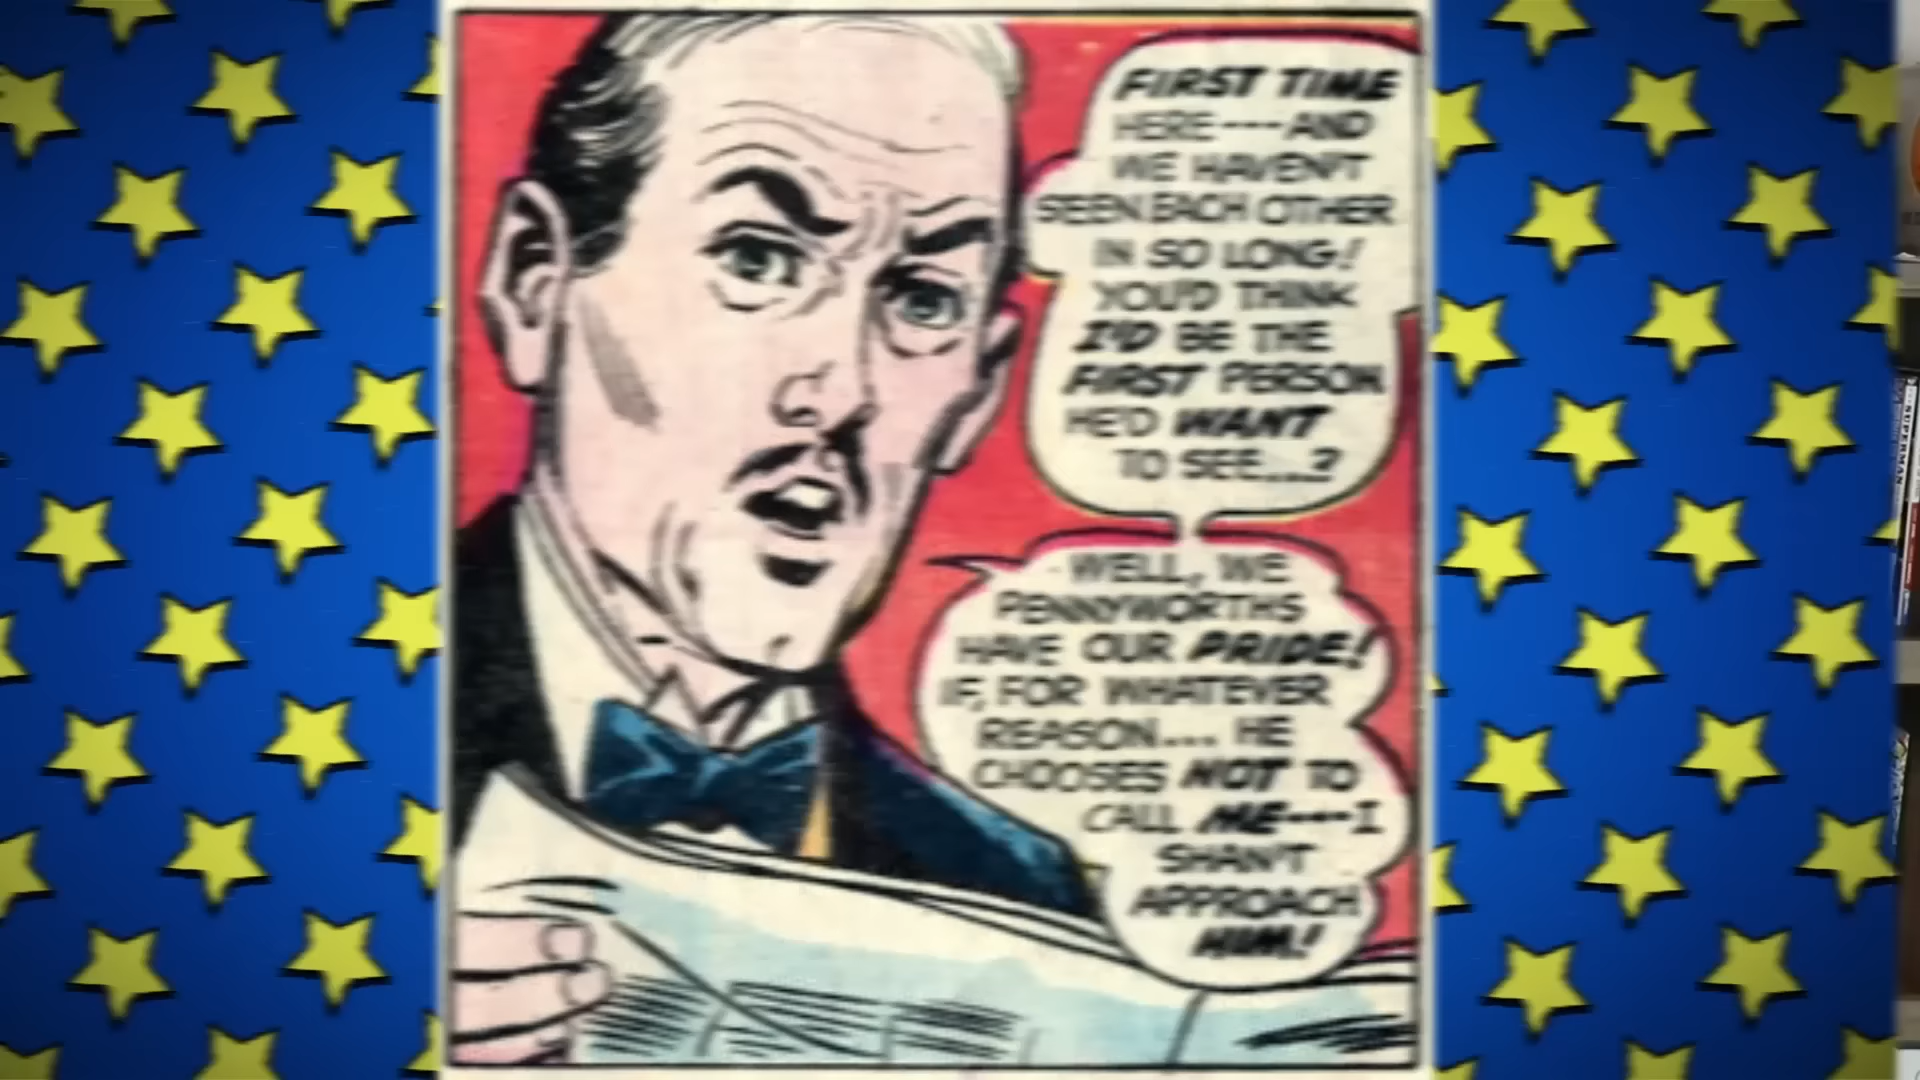 FIRST TIME
HERE---AND
WE HAVEN'T
SEEN EACH OTHER
IN SO LONG!
YOU'D THINK
I'D BE THE
FIRST PERSON
HE'D WANT
TO SEE...?
WELL, WE
PENNYWORTHS
HAVE OUR PRIDE!
IF, FOR WHATEVER
REASON... HE
CHOOSES NOT TO
CALL ME---I
SHAN'T
APPROACH
HIM!
SUPERMAN